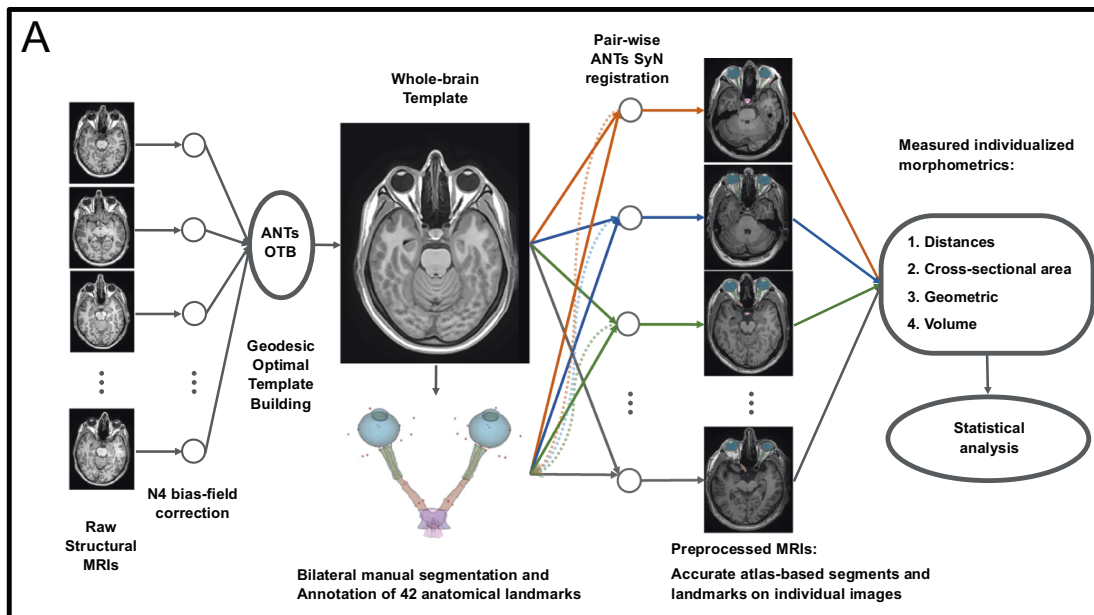 A
Pair-wise
ANTs SyN
registration
Whole-brain
Template
Measured individualized
morphometrics:
ANTs
OTB
1. Distances
2. Cross-sectional area
3. Geometric
4. Volume
Geodesic
Optimal
Template
Building
Statistical
analysis
N4 bias-field
correction
Raw
Structural
MRIs
Bilateral manual segmentation and
Annotation of 42 anatomical landmarks
Preprocessed MRIs:
Accurate atlas-based segments and
landmarks on individual images